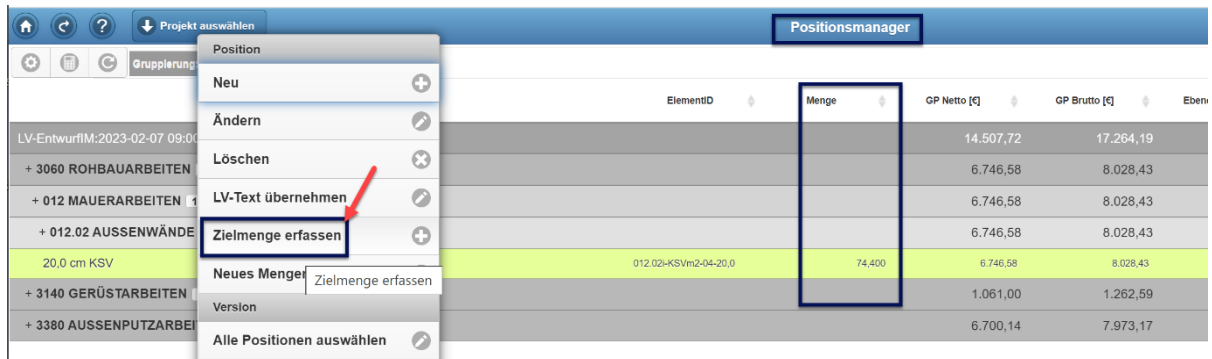 Projekt auswählen
Positionsmanager
Position
Gruppierung:
Neu
ElementID Menge GP Netto [€] GP Brutto [€]
Ändern
LV-EntwurfIM:2023-02-07 14.507,72 17.264,19
Löschen
+ 3060 ROHBAUARBEITEN 6.746,58 8.028,43
LV-Text übernehmen
+ 012 MAUERARBEITEN 6.746,58 8.028,43
Zielmenge erfassen
+ 012.02 AUSSENWÄNDE 6.746,58 8.028,43
20,0 cm KSV 012.02i-KSVm2-04-20,0 74,400 6.746,58 8.028,43
Neues
Zielmenge erfassen
+ 3140 GERÜSTARBEITEN 1.061,00 1.262,59
Version
+ 3380 6.700,14 7.973,17
Alle Positionen auswählen